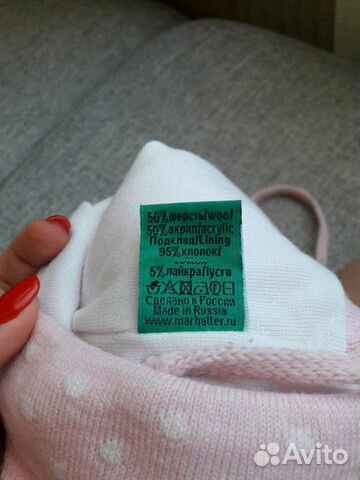 50%шерсть/wool
50%акрил/acrylic
Подклад/Lining
95%хлопок/
5%лайкра/lycra
Сделано в России
Made in Russia
www.marhatter.ru
Avito